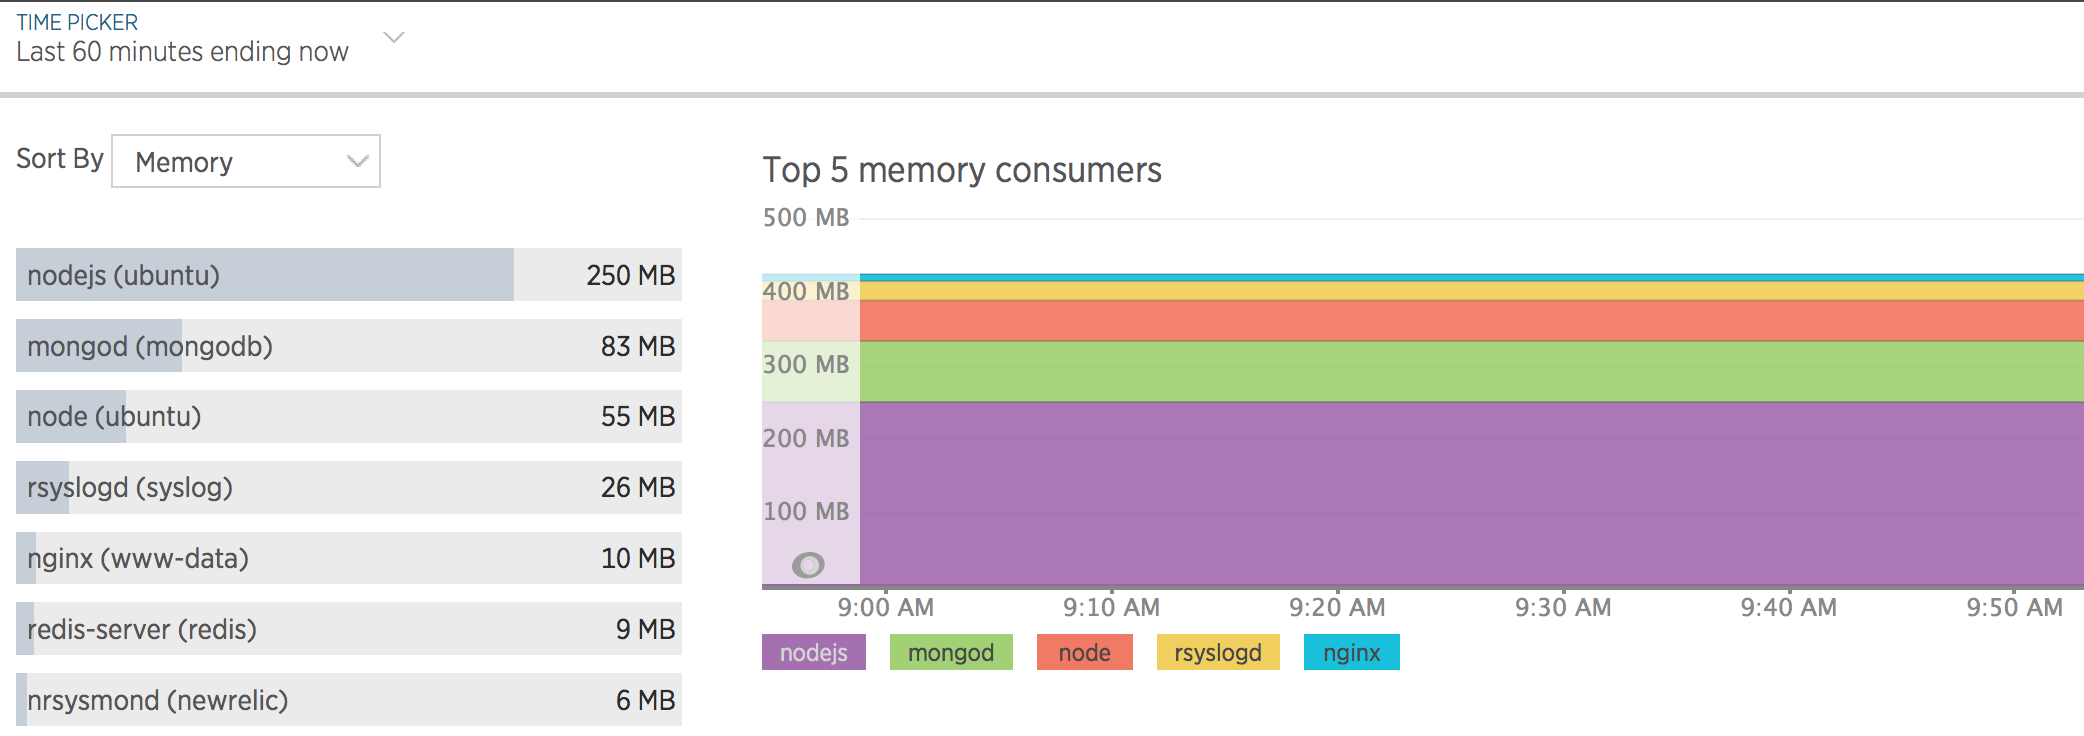 TIME PICKER
Last 60 minutes ending now
Sort By Memory
nodejs (ubuntu) 250 MB
mongod (mongodb) 83 MB
node (ubuntu) 55 MB
rsyslogd (syslog) 26 MB
nginx (www-data) 10 MB
redis-server (redis) 9 MB
nrsysmond (newrelic) 6 MB
Top 5 memory consumers
500 MB
400 MB
300 MB
200 MB
100 MB
9:00 AM 9:10 AM 9:20 AM 9:30 AM 9:40 AM 9:50 AM
nodejs mongod node rsyslogd nginx